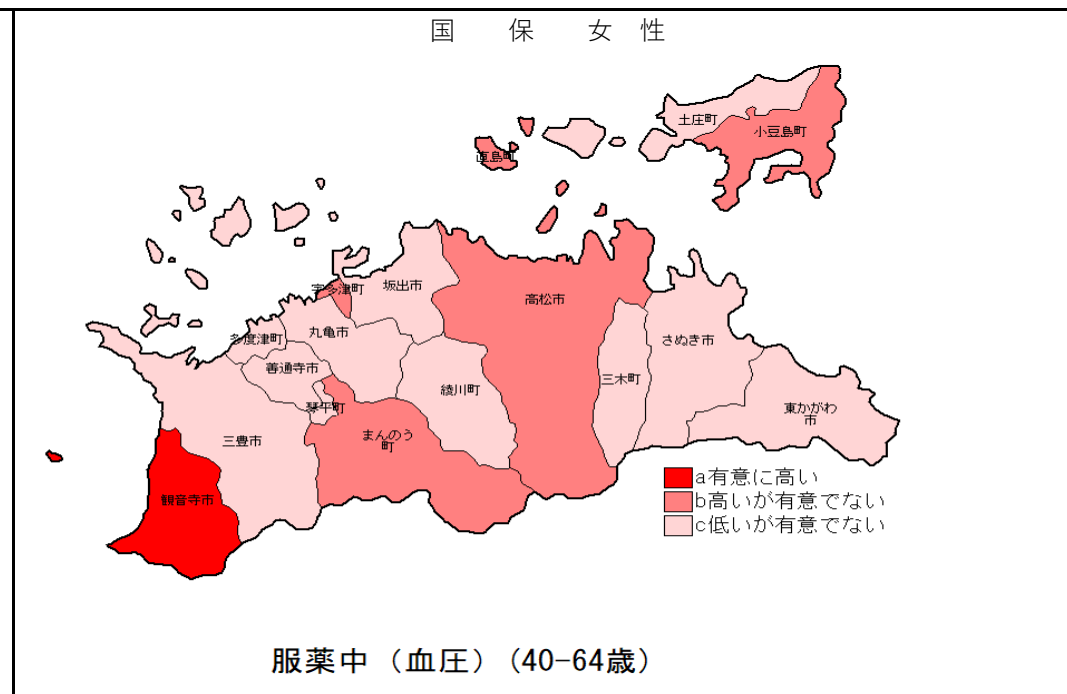 国 保 女 性
土庄町
小豆島町
直島町
宇多津町
坂出市
高松市
多度津町
丸亀市
さぬき市
善通寺市
三木町
綾川町
琴平町
東かがわ
市
まんのう
町
三豊市
観音寺市
a有意に高い
b高いが有意でない
c低いが有意でない
服薬中（血圧）(40-64歳)